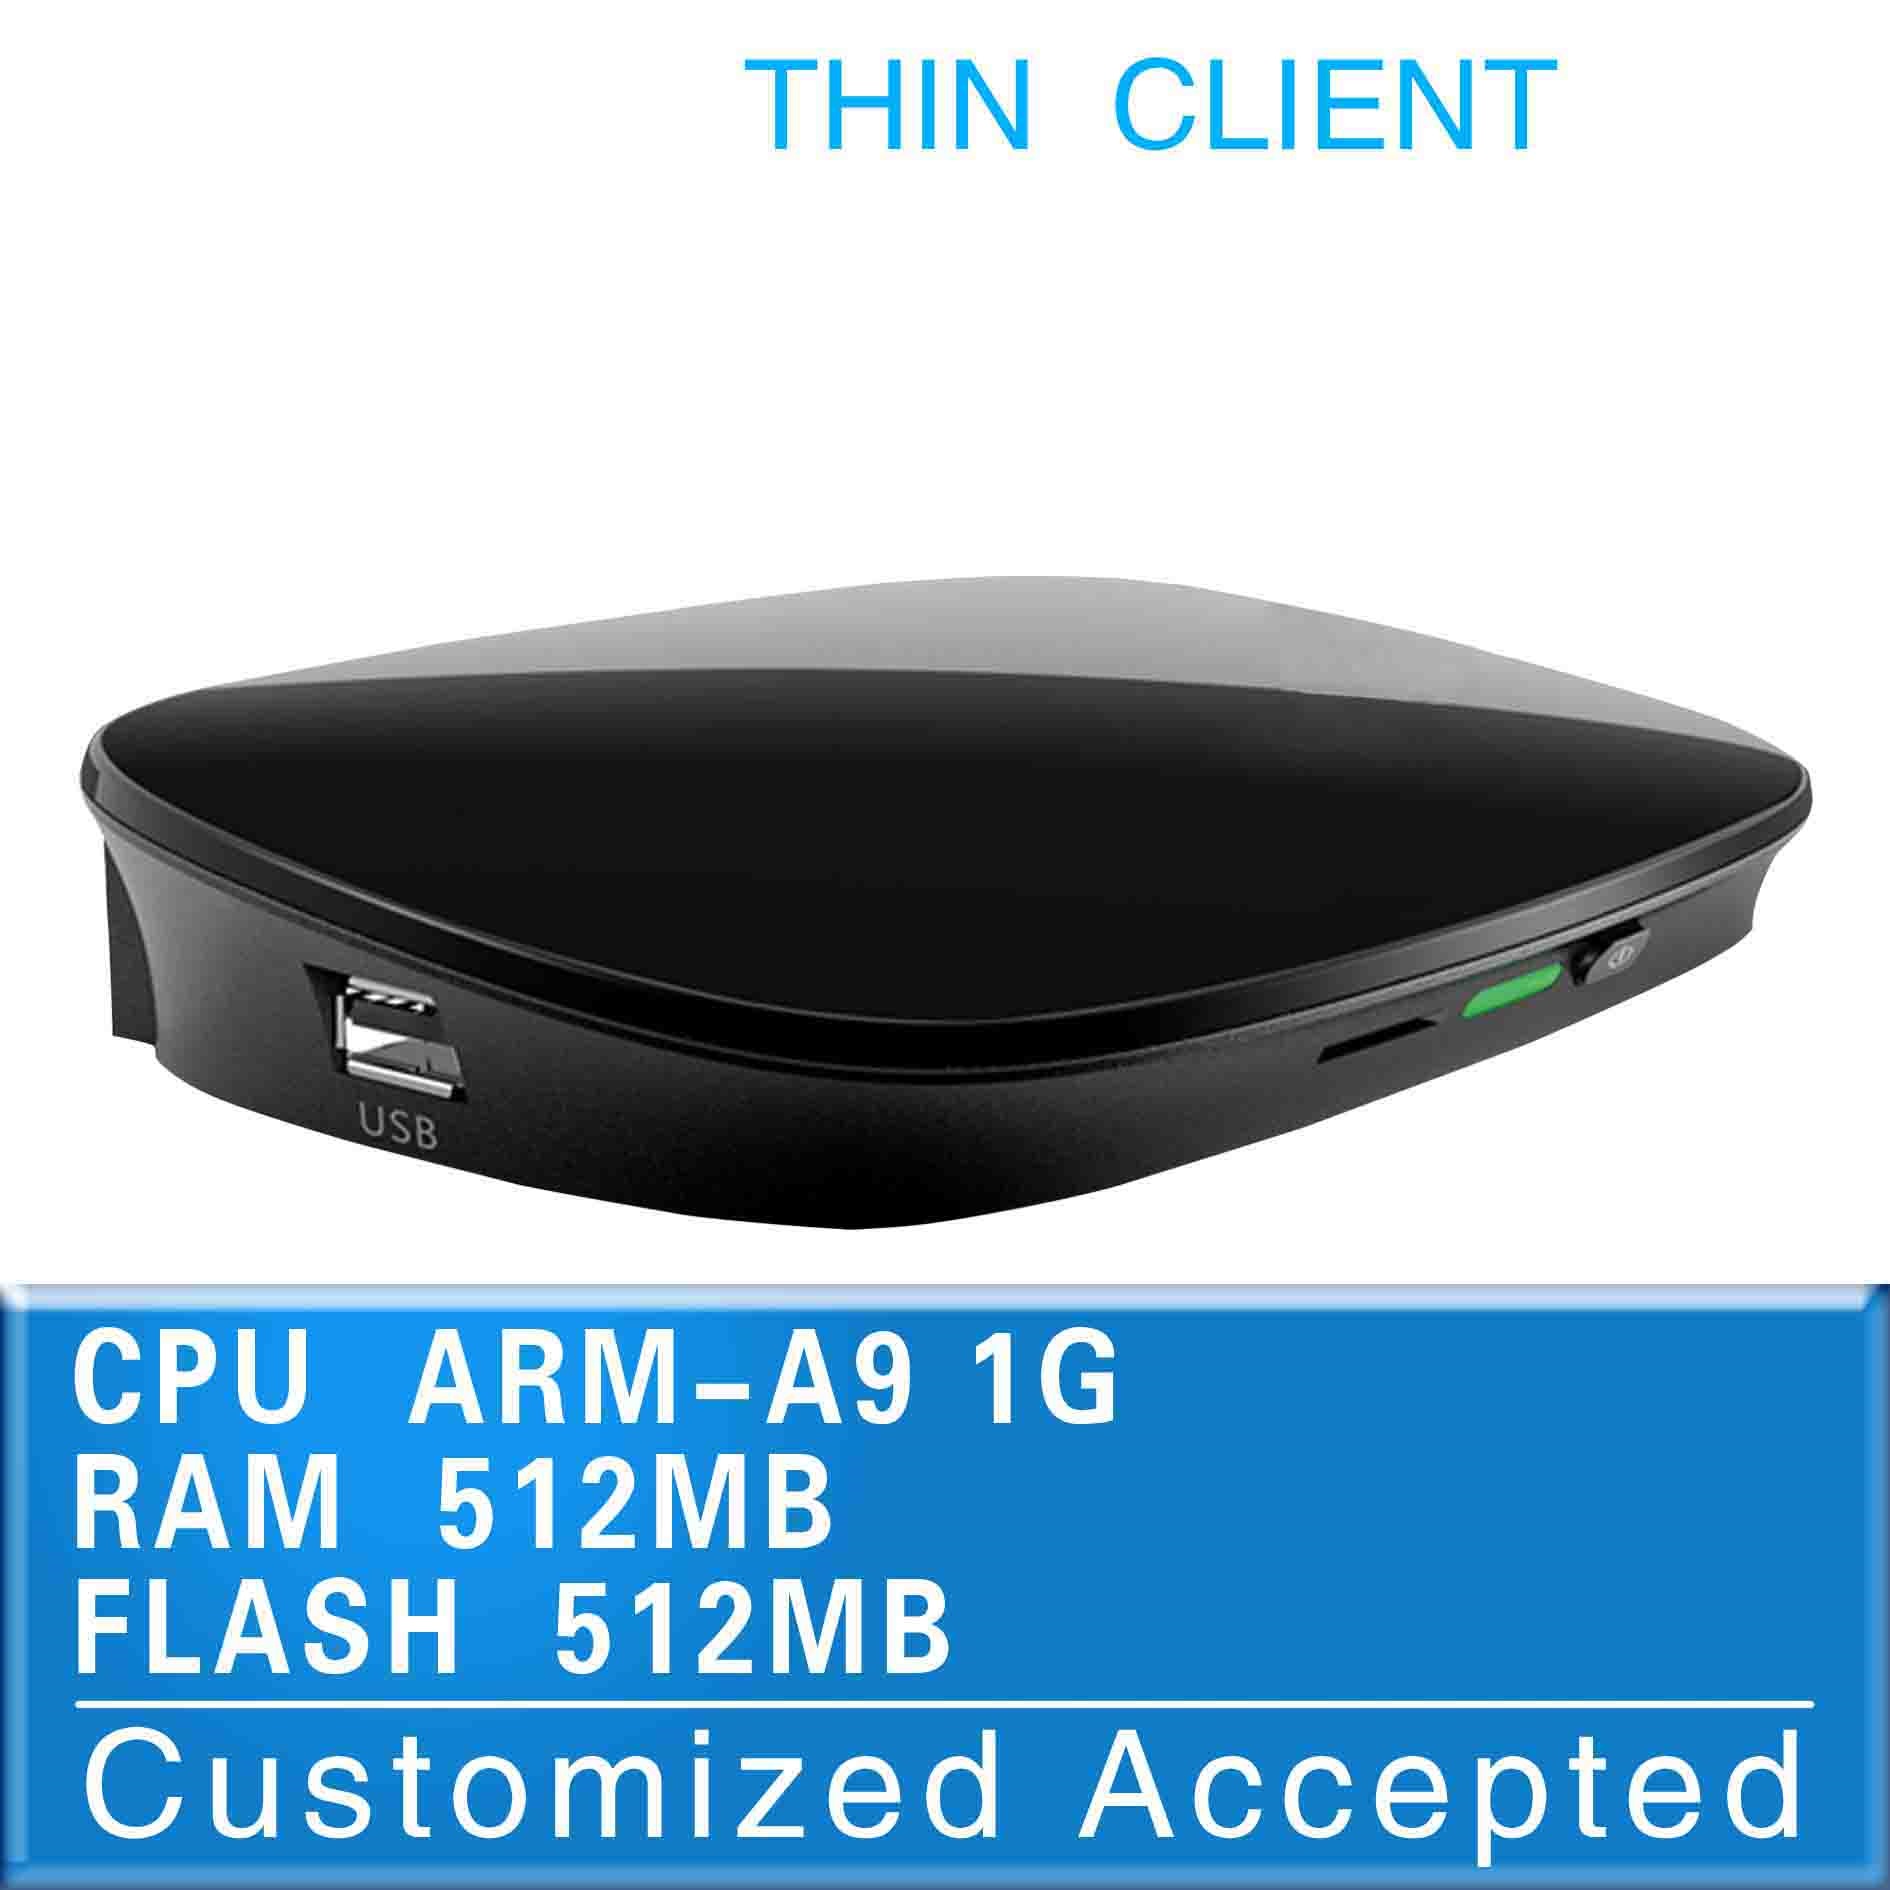 THIN CLIENT
USB
CPU ARM-A9 1G
RAM 512MB
FLASH 512MB
Customized Accepted